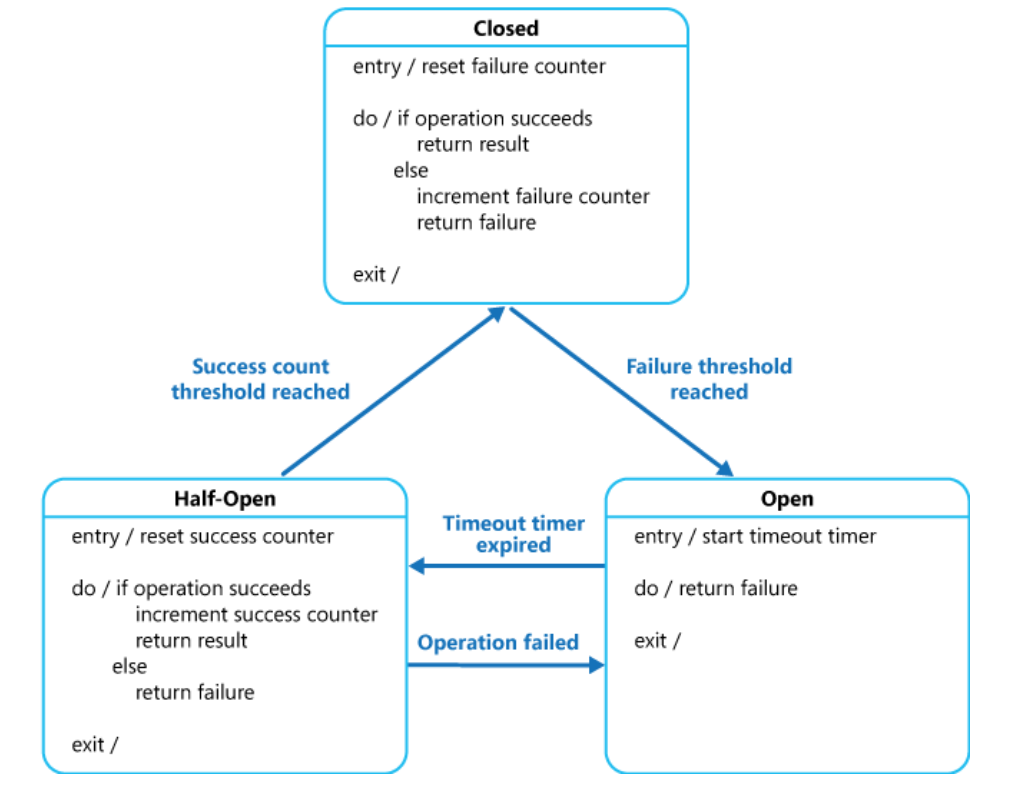 Closed
entry / reset failure counter
do / if operation succeeds
return result
else
increment failure counter
return failure
exit /
Success count
threshold reached
Failure threshold
reached
Half-Open
entry / reset success counter
do / if operation succeeds
increment success counter
return result
else
return failure
exit /
Timeout timer
expired
Operation failed
Open
entry / start timeout timer
do / return failure
exit /